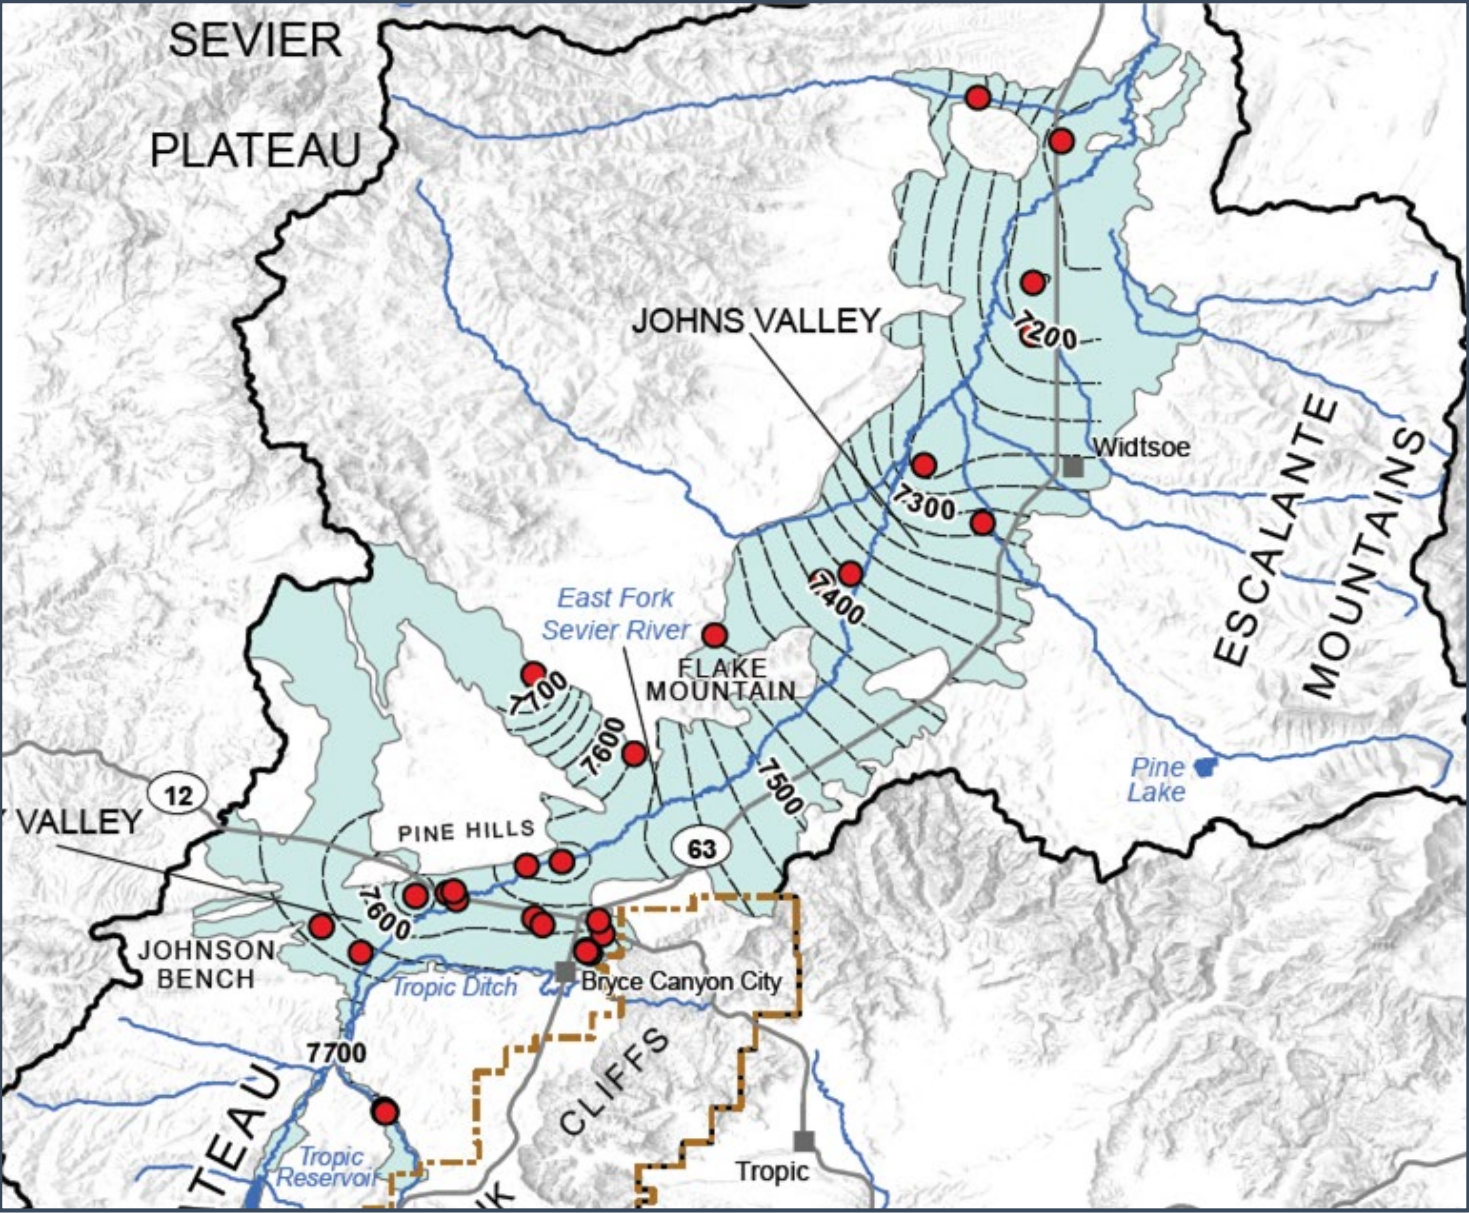 SEVIER
PLATEAU
JOHNS VALLEY
7200
Widtsoe
ESCALANTE
MOUNTAINS
7300
7400
East Fork
Sevier River
FLAKE
MOUNTAIN
7700
7600
7500
Pine
Lake
12
VALLEY
PINE HILLS
63
7600
JOHNSON
BENCH
Tropic Ditch
Bryce Canyon City
7700
CLIFFS
TEAU
Tropic
Reservoir
Tropic